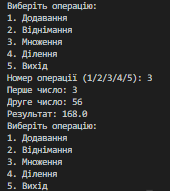 Виберіть операцію:
1. Додавання
2. Віднімання
3. Множення
4. Ділення
5. Вихід
Номер операції (1/2/3/4/5): 3
Перше число: 3
Друге число: 56
Результат: 168.0
Виберіть операцію:
1. Додавання
2. Віднімання
3. Множення
4. Ділення
5. Вихід